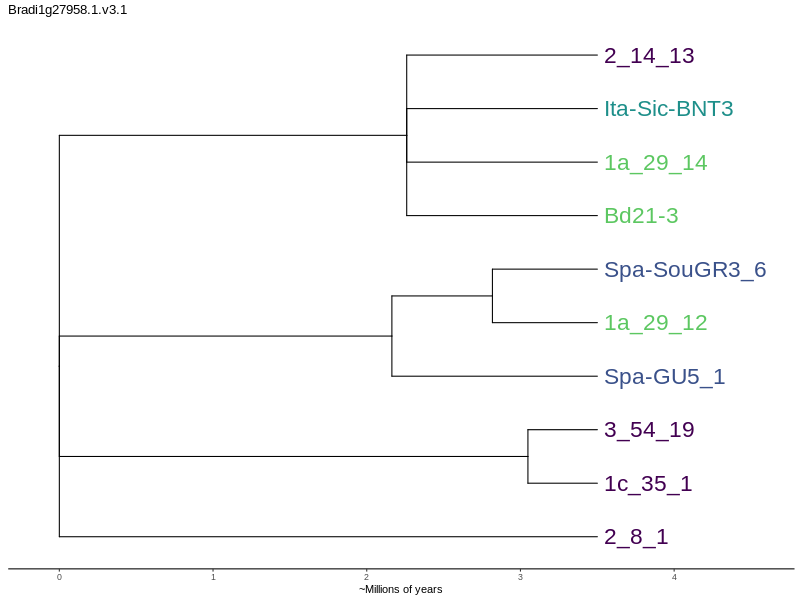 Bradi1g27958.1.v3.1
2_14_13
Ita-Sic-BNT3
1a_29_14
Bd21-3
Spa-SouGR3_6
1a_29_12
Spa-GU5_1
3_54_19
1c_35_1
2_8_1
0 1 2 3 4
~Millions of years